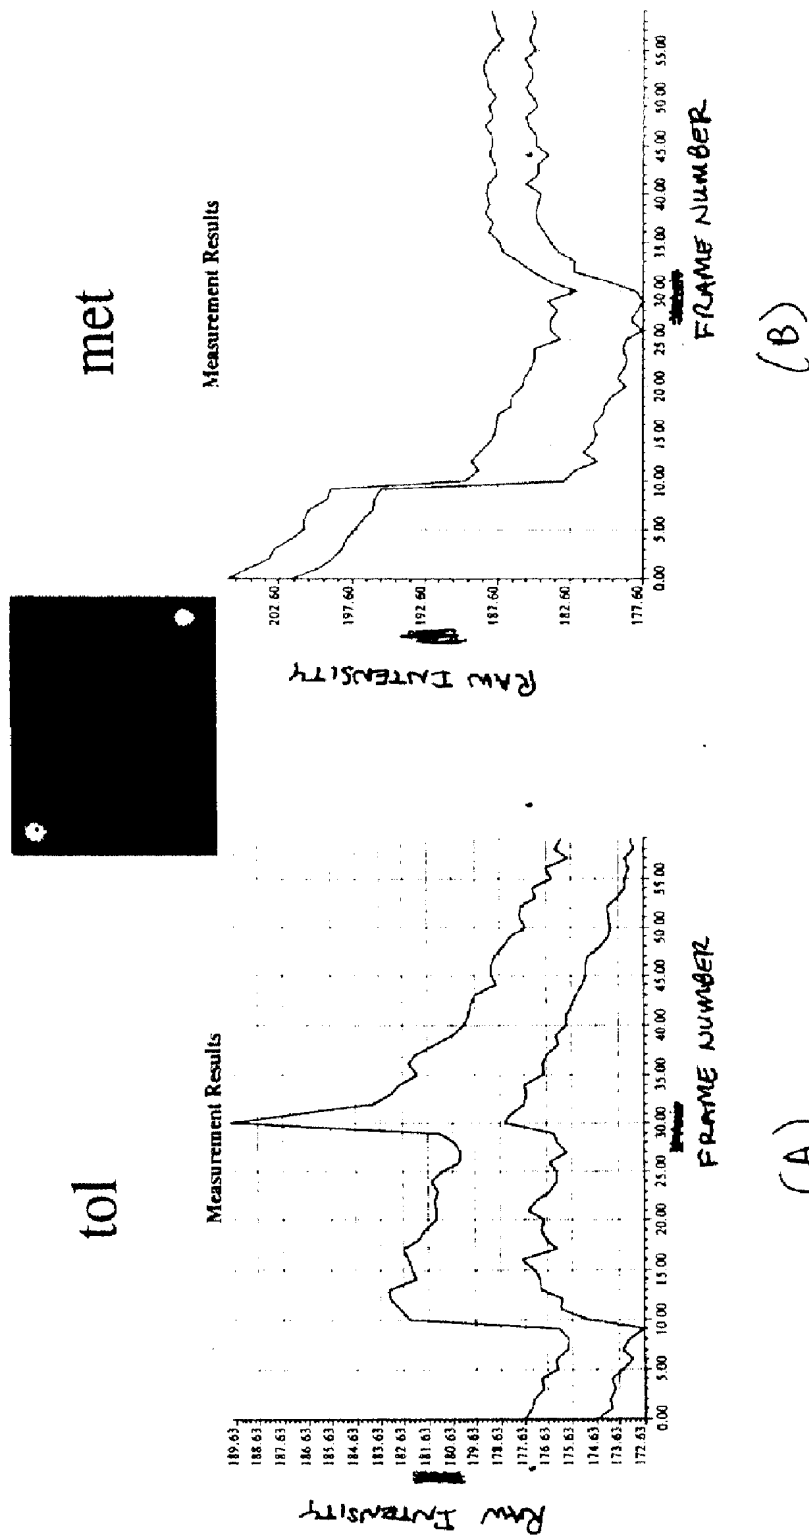 tol
Measurement Results
RAW INTENSITY
189.63
188.63
187.63
186.63
185.63
184.63
183.63
182.63
181.63
180.63
179.63
178.63
177.63
176.63
175.63
174.63
173.63
172.63
0.00 5.00 10.00 15.00 20.00 25.00 30.00 35.00 40.00 45.00 50.00 55.00
FRAME NUMBER
(A)
met
Measurement Results
RAW INTENSITY
202.60
197.60
192.60
187.60
182.60
177.60
0.00 5.00 10.00 15.00 20.00 25.00 30.00 35.00 40.00 45.00 50.00 55.00
FRAME NUMBER
(B)